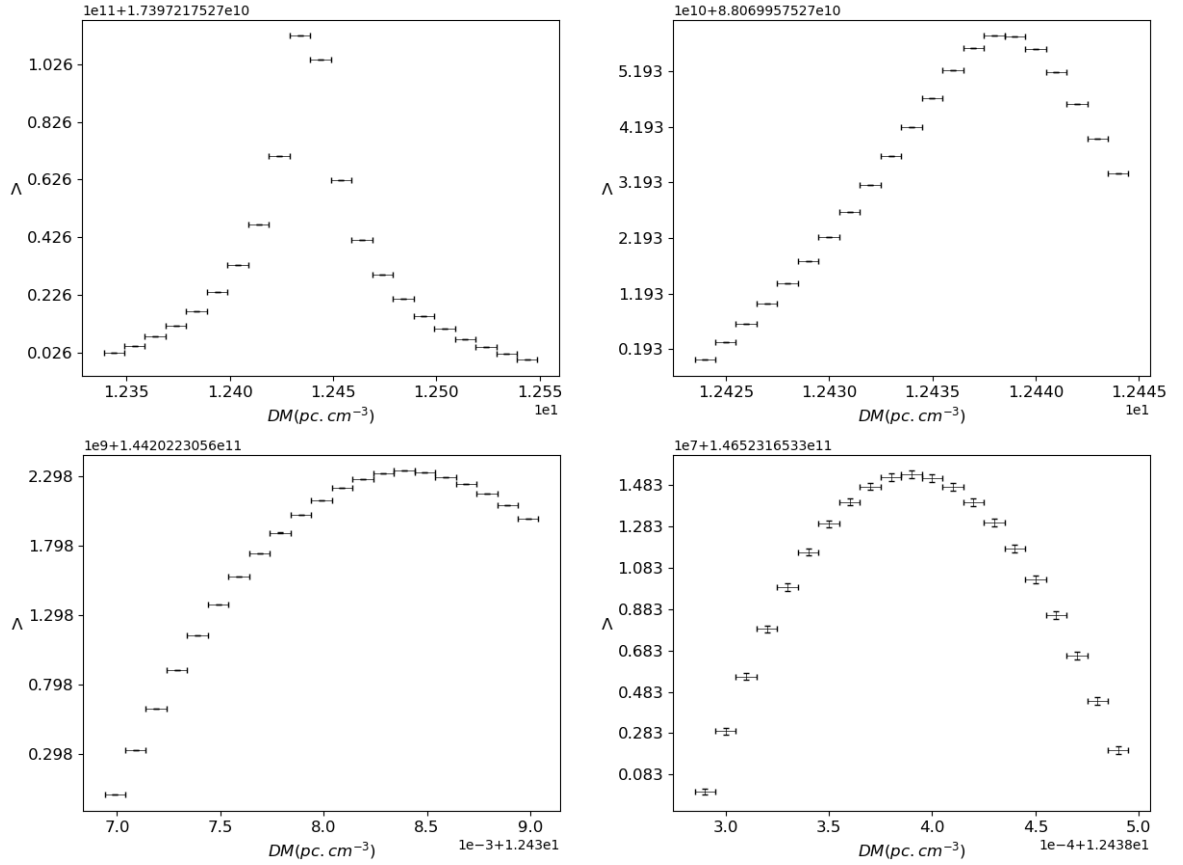 1e11+1.7397217527e10
1.026
0.826
0.626
Λ
0.426
0.226
0.026
1.235 1.240 1.245 1.250 1.255
1e1
DM(pc.cm⁻³)
1e10+8.8069957527e10
5.193
4.193
3.193
Λ
2.193
1.193
0.193
1.2425 1.2430 1.2435 1.2440 1.2445
1e1
DM(pc.cm⁻³)
1e9+1.4420223056e11
2.298
1.798
1.298
Λ
0.798
0.298
7.0 7.5 8.0 8.5 9.0
1e-3+1.243e1
DM(pc.cm⁻³)
1e7+1.4652316533e11
1.483
1.283
1.083
0.883
Λ
0.683
0.483
0.283
0.083
3.0 3.5 4.0 4.5 5.0
1e-4+1.2438e1
DM(pc.cm⁻³)